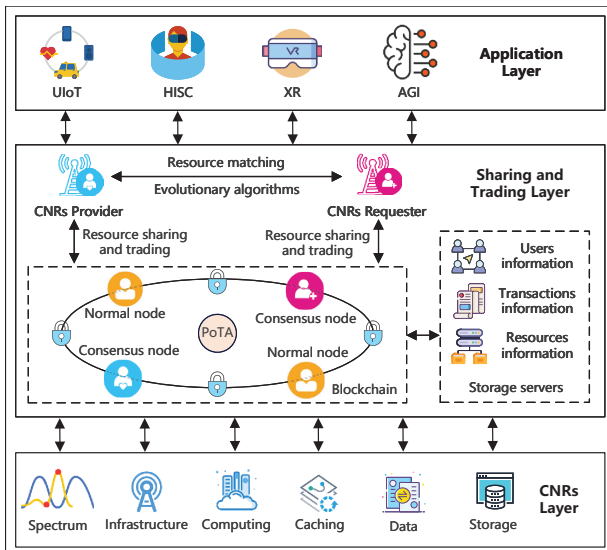 VR
Application
Layer
UIoT
HISC
XR
AGI
Resource matching
Evolutionary algorithms
Sharing and
Trading Layer
CNRs Provider
CNRs Requester
Resource sharing
and trading
Resource sharing
and trading
Users
information
Normal node
Consensus node
PoTA
Transactions
information
Consensus node
Normal node
Resources
information
Blockchain
Storage servers
CNRs
Layer
Spectrum
Infrastructure
Computing
Caching
Data
Storage